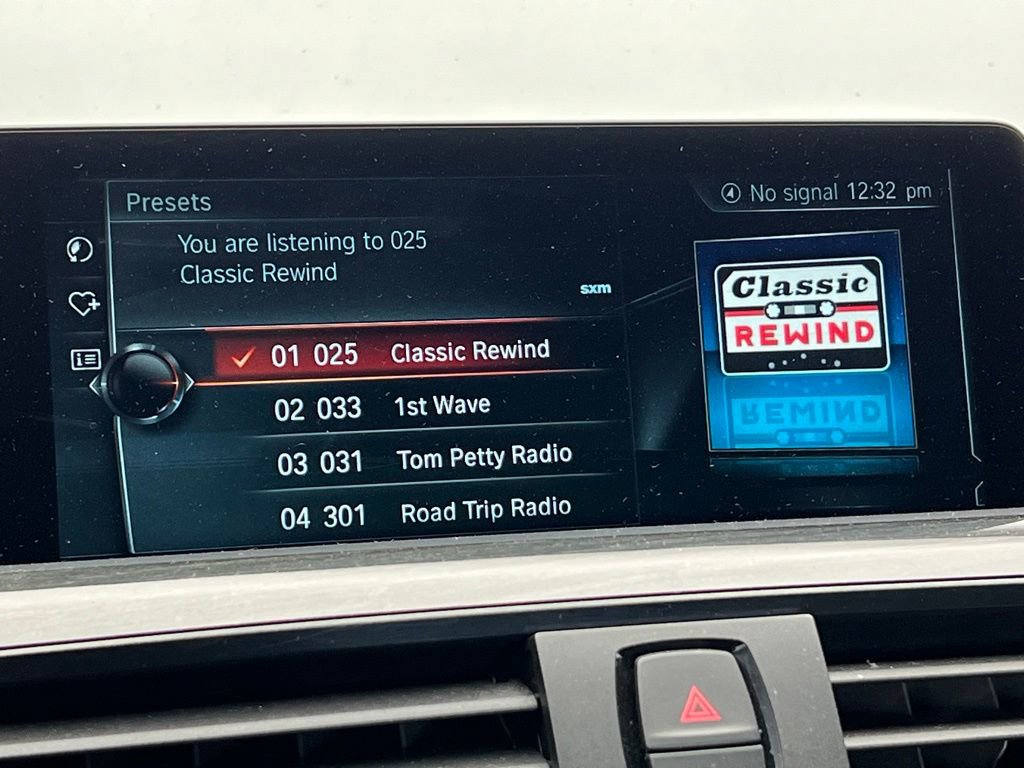 Presets
No signal 12:32 pm
You are listening to 025
Classic Rewind
sxm
01 025 Classic Rewind
02 033 1st Wave
03 031 Tom Petty Radio
04 301 Road Trip Radio
Classic
REWIND